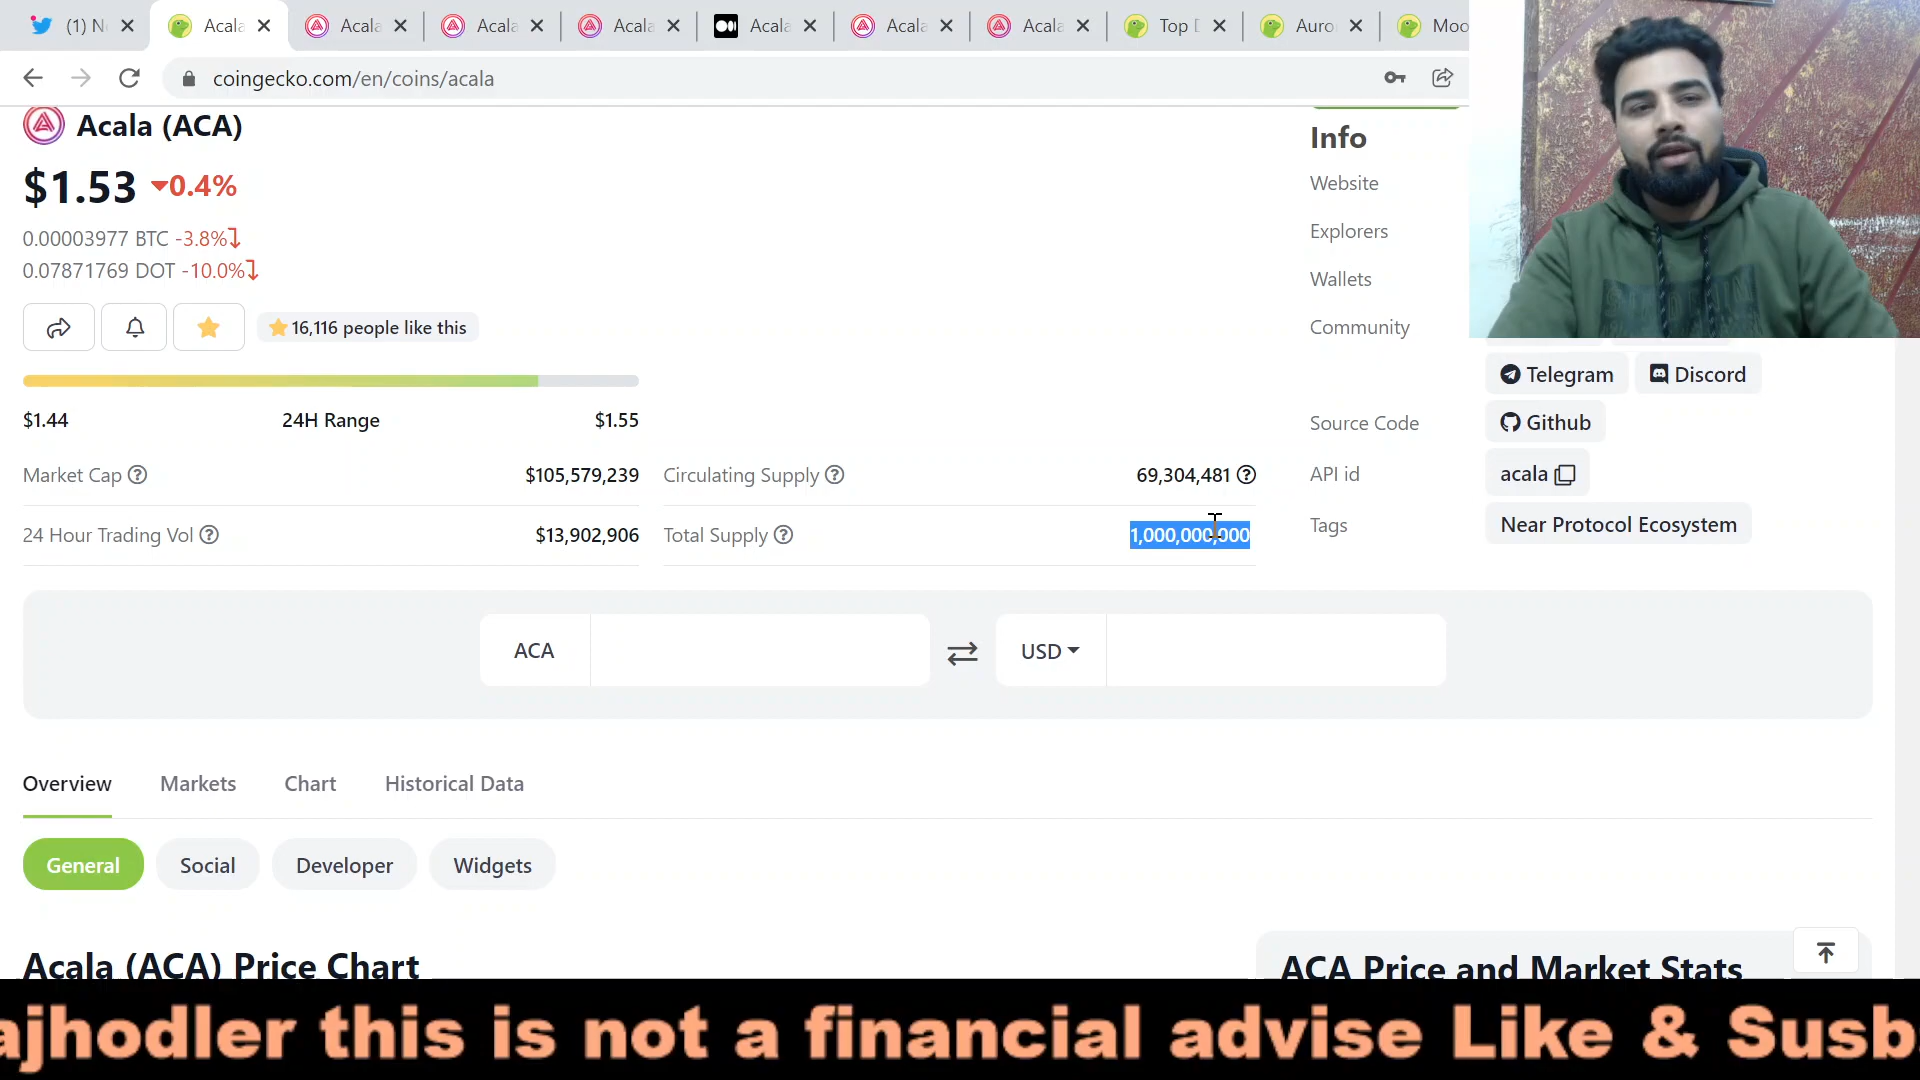 (1) N
Acala
Acala
Acala
Acala
Acala
Acala
Acala
Top
Auro
Moo
coingecko.com/en/coins/acala
Acala (ACA)
$1.53 0.4%
0.00003977 BTC -3.8%
0.07871769 DOT -10.0%
16,116 people like this
$1.44 24H Range $1.55
Market Cap $105,579,239
Circulating Supply 69,304,481
24 Hour Trading Vol $13,902,906
Total Supply 1,000,000,000
Info
Website
Explorers
Wallets
Community
Telegram Discord
Source Code Github
API id acala
Tags Near Protocol Ecosystem
ACA USD
Overview Markets Chart Historical Data
General Social Developer Widgets
Acala (ACA) Price Chart
ACA Price and Market Stats
ajhodler this is not a financial advise Like & Susb